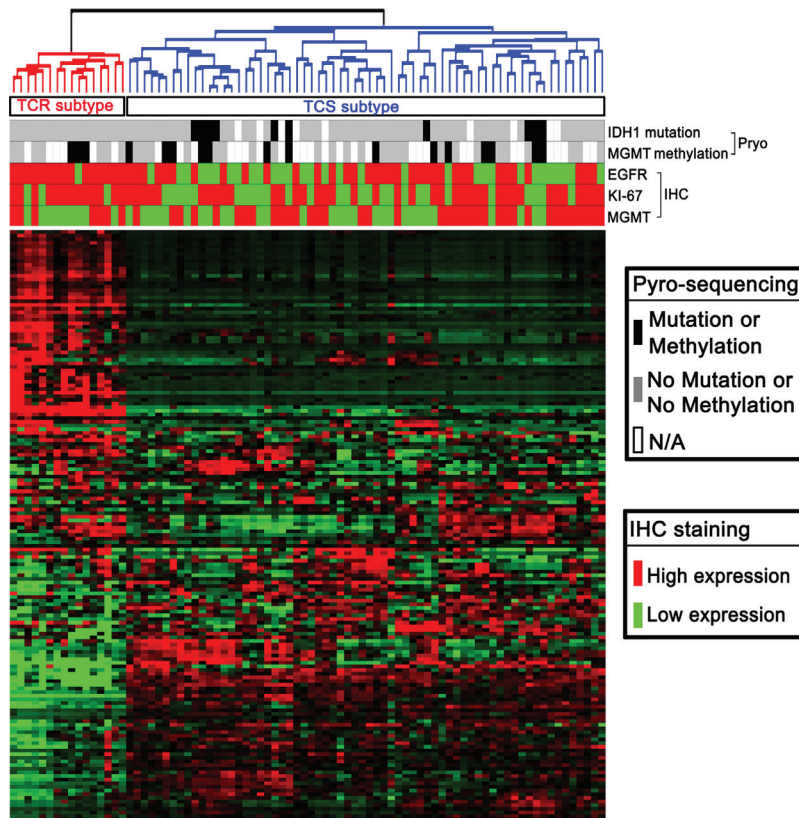 TCR subtype
TCS subtype
IDH1 mutation
MGMT methylation
Pryo
EGFR
KI-67
MGMT
IHC
Pyro-sequencing
Mutation or
Methylation
No Mutation or
No Methylation
N/A
IHC staining
High expression
Low expression